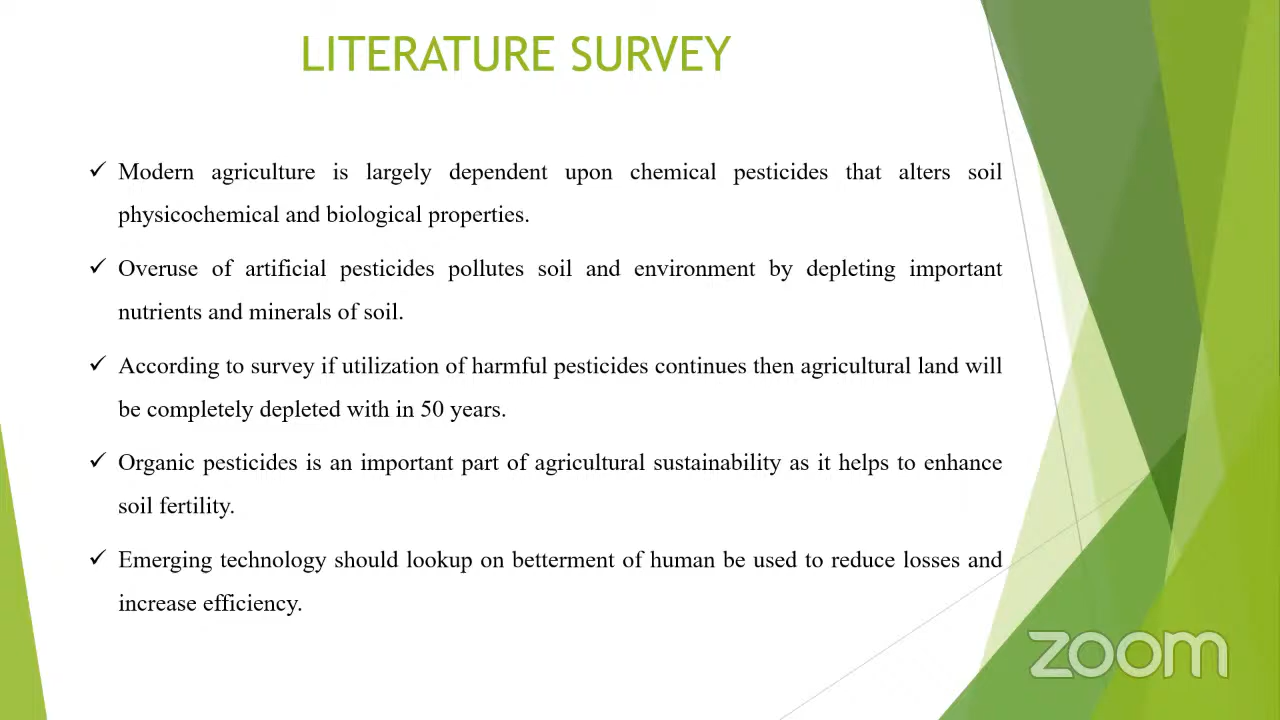 LITERATURE SURVEY
✓ Modern agriculture is largely dependent upon chemical pesticides that alters soil
physicochemical and biological properties.
✓ Overuse of artificial pesticides pollutes soil and environment by depleting important
nutrients and minerals of soil.
✓ According to survey if utilization of harmful pesticides continues then agricultural land will
be completely depleted with in 50 years.
✓ Organic pesticides is an important part of agricultural sustainability as it helps to enhance
soil fertility.
✓ Emerging technology should lookup on betterment of human be used to reduce losses and
increase efficiency.
zoom